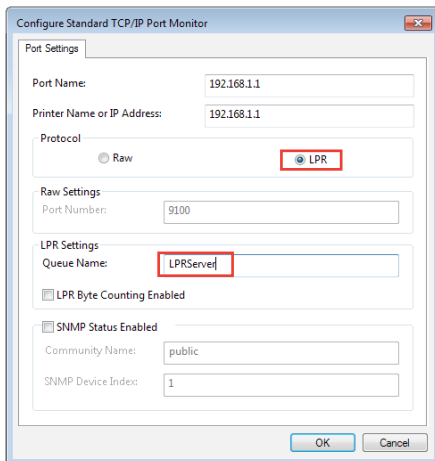 Configure Standard TCP/IP Port Monitor
Port Settings
Port Name: 192.168.1.1
Printer Name or IP Address: 192.168.1.1
Protocol
Raw LPR
Raw Settings
Port Number: 9100
LPR Settings
Queue Name: LPRServer
LPR Byte Counting Enabled
SNMP Status Enabled
Community Name: public
SNMP Device Index: 1
OK Cancel